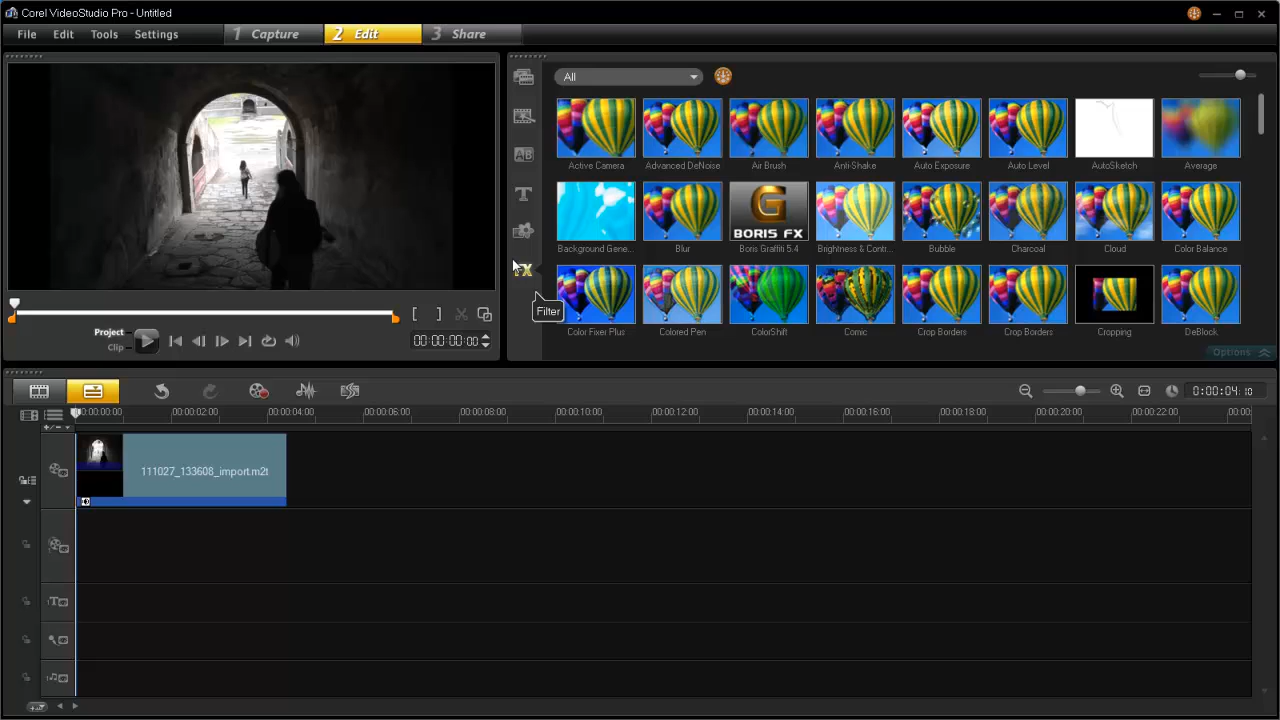 Corel VideoStudio Pro - Untitled
File Edit Tools Settings
1 Capture
2 Edit
3 Share
All
Active Camera
Advanced DeNoise
Air Brush
Anti-Shake
Auto Exposure
Auto Level
AutoSketch
Average
G
BORIS FX
Background Gene...
Blur
Boris Graffiti 5.4
Brightness & Contr...
Bubble
Charcoal
Cloud
Color Balance
FX
Filter
Color Fixer Plus
Colored Pen
ColorShift
Comic
Crop Borders
Crop Borders
Cropping
DeBlock
Options
Project
Clip
[ ]
00:00:00:00
0:00:04:10
00:00:00:00 00:00:02:00 00:00:04:00 00:00:06:00 00:00:08:00 00:00:10:00 00:00:12:00 00:00:14:00 00:00:16:00 00:00:18:00 00:00:20:00 00:00:22:00 00:00:
+/−
111027_133608_import.m2t